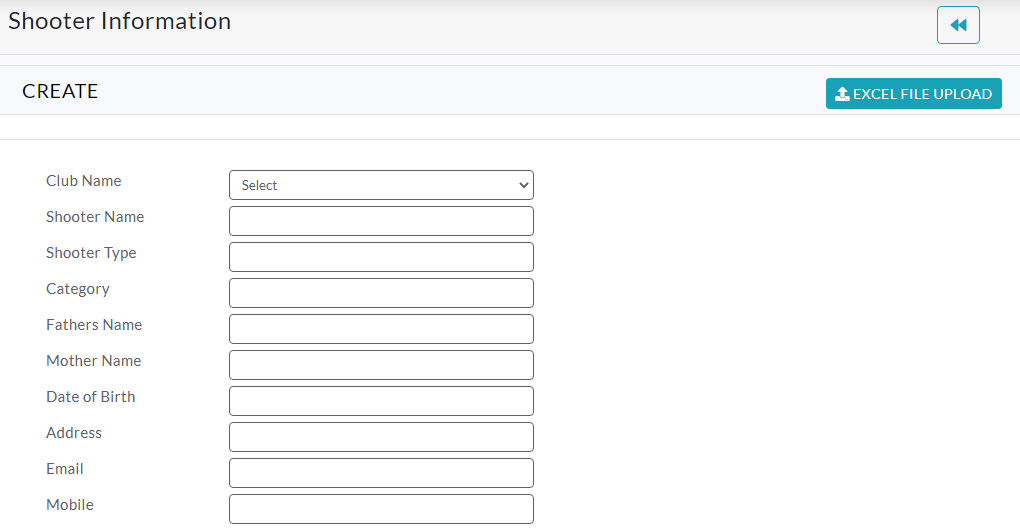 Shooter Information
CREATE
EXCEL FILE UPLOAD
Club Name
Select
Shooter Name
Shooter Type
Category
Fathers Name
Mother Name
Date of Birth
Address
Email
Mobile